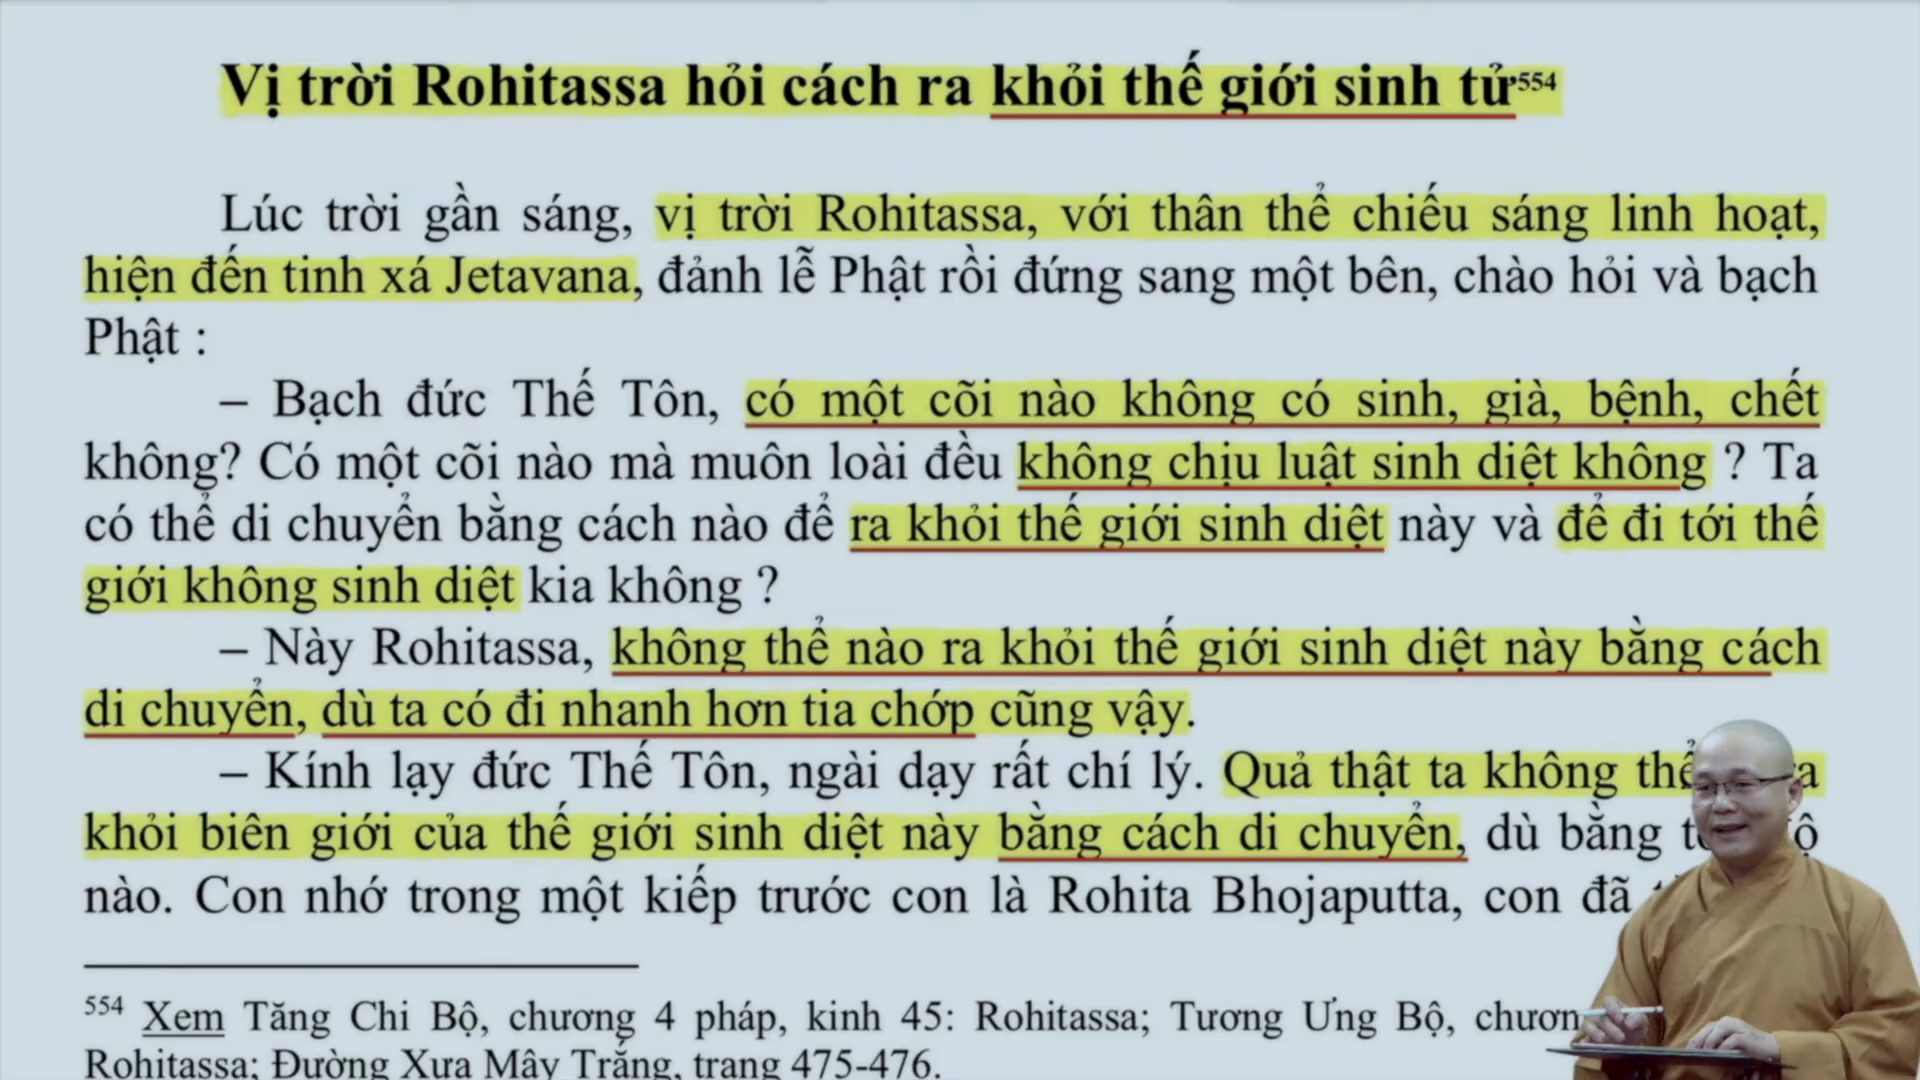 Vị trời Rohitassa hỏi cách ra khỏi thế giới sinh tử⁵⁵⁴
Lúc trời gần sáng, vị trời Rohitassa, với thân thể chiếu sáng linh hoạt,
hiện đến tinh xá Jetavana, đảnh lễ Phật rồi đứng sang một bên, chào hỏi và bạch
Phật :
– Bạch đức Thế Tôn, có một cõi nào không có sinh, già, bệnh, chết
không? Có một cõi nào mà muôn loài đều không chịu luật sinh diệt không ? Ta
có thể di chuyển bằng cách nào để ra khỏi thế giới sinh diệt này và để đi tới thế
giới không sinh diệt kia không ?
– Này Rohitassa, không thể nào ra khỏi thế giới sinh diệt này bằng cách
di chuyển, dù ta có đi nhanh hơn tia chớp cũng vậy.
– Kính lạy đức Thế Tôn, ngài dạy rất chí lý. Quả thật ta không thể
khỏi biên giới của thế giới sinh diệt này bằng cách di chuyển, dù bằng
nào. Con nhớ trong một kiếp trước con là Rohita Bhojaputta, con đã
⁵⁵⁴ Xem Tăng Chi Bộ, chương 4 pháp, kinh 45: Rohitassa; Tương Ưng Bộ,
Rohitassa; Đường Xưa Mây Trắng, trang 475-476.